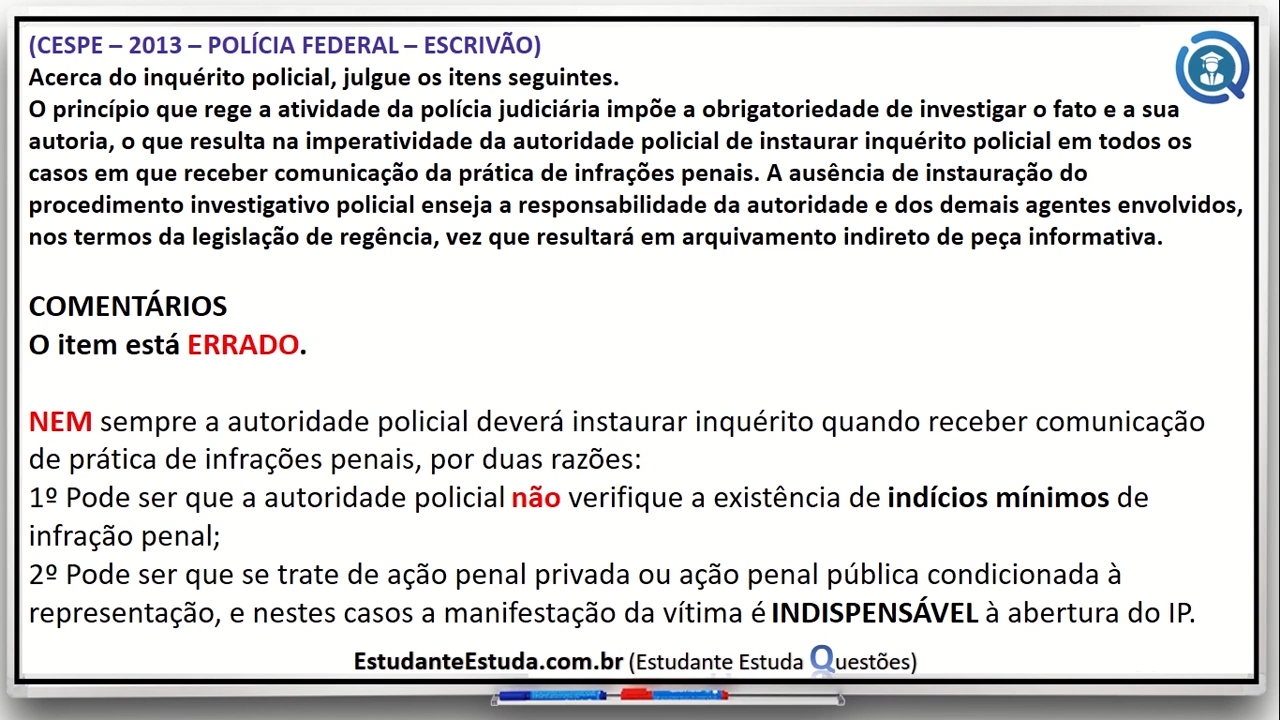 (CESPE – 2013 – POLÍCIA FEDERAL – ESCRIVÃO)
Acerca do inquérito policial, julgue os itens seguintes.
O princípio que rege a atividade da polícia judiciária impõe a obrigatoriedade de investigar o fato e a sua
autoria, o que resulta na imperatividade da autoridade policial de instaurar inquérito policial em todos os
casos em que receber comunicação da prática de infrações penais. A ausência de instauração do
procedimento investigativo policial enseja a responsabilidade da autoridade e dos demais agentes envolvidos,
nos termos da legislação de regência, vez que resultará em arquivamento indireto de peça informativa.
COMENTÁRIOS
O item está ERRADO.
NEM sempre a autoridade policial deverá instaurar inquérito quando receber comunicação
de prática de infrações penais, por duas razões:
1º Pode ser que a autoridade policial não verifique a existência de indícios mínimos de
infração penal;
2º Pode ser que se trate de ação penal privada ou ação penal pública condicionada à
representação, e nestes casos a manifestação da vítima é INDISPENSÁVEL à abertura do IP.
EstudanteEstuda.com.br (Estudante Estuda Questões)